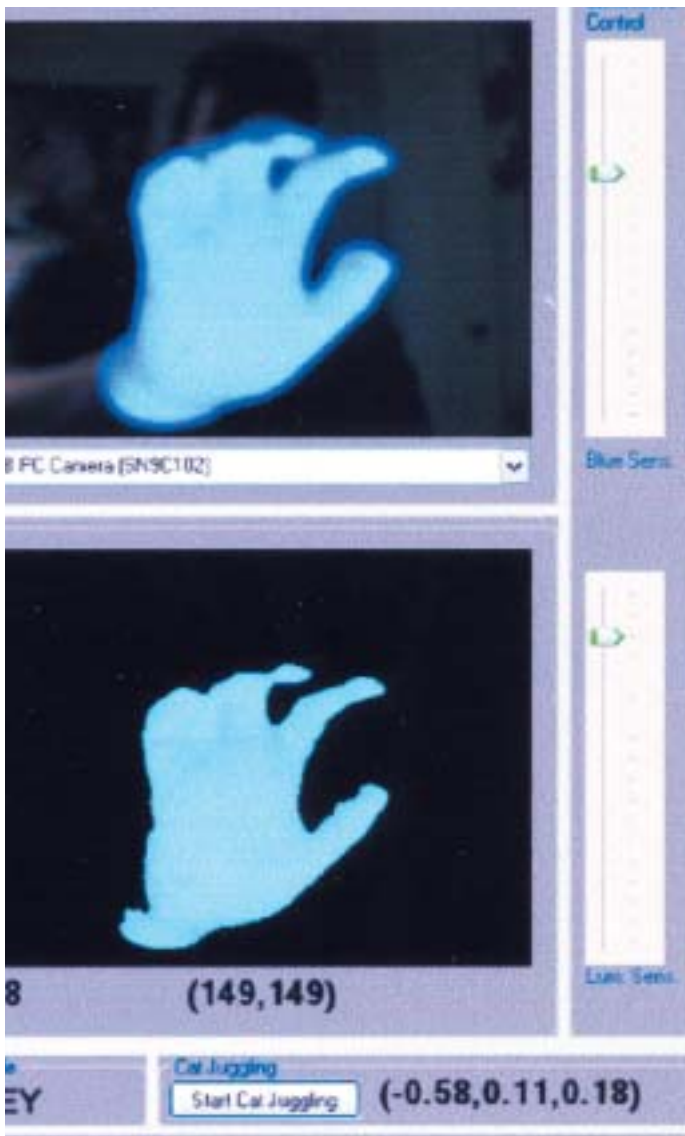 Control
8 PC Camera (SN9C102)
Blue Sens.
Lum. Sens.
8 (149,149)
Cat Juggling
EY
Start Cat Juggling (-0.58,0.11,0.18)